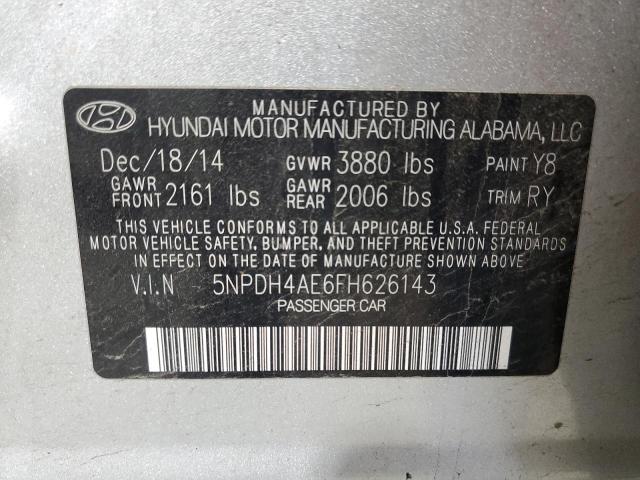 MANUFACTURED BY
HYUNDAI MOTOR MANUFACTURING ALABAMA, LLC
Dec/18/14 GVWR 3880 lbs PAINT Y8
GAWR FRONT 2161 lbs GAWR REAR 2006 lbs TRIM RY
THIS VEHICLE CONFORMS TO ALL APPLICABLE U.S.A. FEDERAL
MOTOR VEHICLE SAFETY, BUMPER, AND THEFT PREVENTION STANDARDS
IN EFFECT ON THE DATE OF MANUFACTURE SHOWN ABOVE.
V.I.N 5NPDH4AE6FH626143
PASSENGER CAR